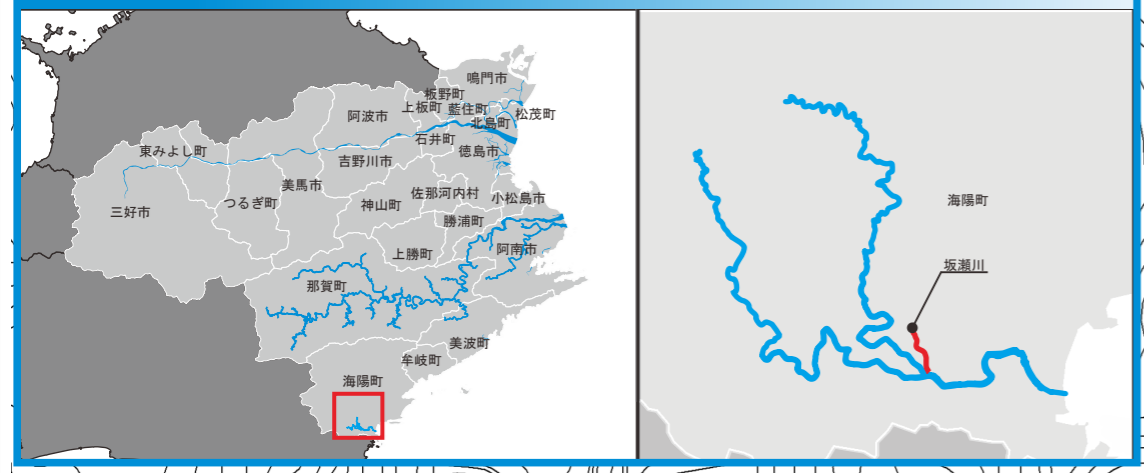 鳴門市
板野町
上板町
藍住町
松茂町
北島町
阿波市
石井町
徳島市
東みよし町
吉野川市
美馬市
佐那河内村
小松島市
三好市
つるぎ町
神山町
勝浦町
上勝町
阿南市
那賀町
美波町
牟岐町
海陽町
海陽町
坂瀬川